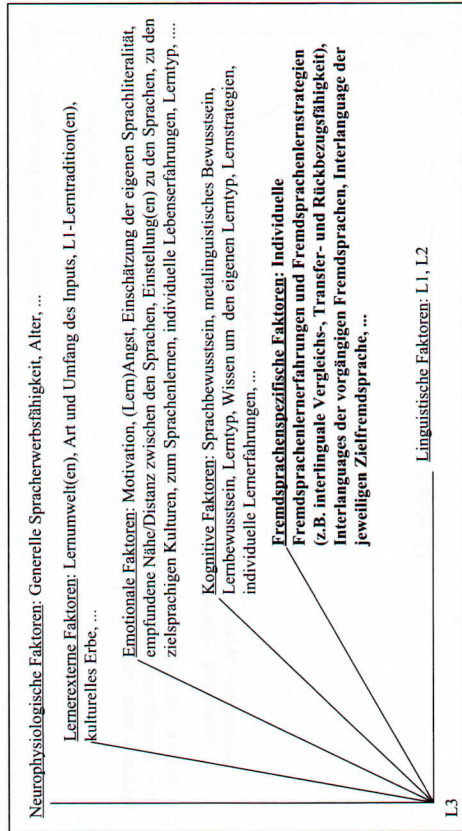 Neurophysiologische Faktoren: Generelle Spracherwerbsfähigkeit, Alter, ...
Lernerexterne Faktoren: Lernumwelt(en), Art und Umfang des Inputs, L1-Lerntradition(en),
kulturelles Erbe, ...
Emotionale Faktoren: Motivation, (Lern)Angst, Einschätzung der eigenen Sprachliteralität,
empfundene Nähe/Distanz zwischen den Sprachen, Einstellung(en) zu den Sprachen, zu den
zielsprachigen Kulturen, zum Sprachenlernen, individuelle Lebenserfahrungen, Lerntyp, ....
Kognitive Faktoren: Sprachbewusstsein, metalinguistisches Bewusstsein,
Lernbewusstsein, Lerntyp, Wissen um den eigenen Lerntyp, Lernstrategien,
individuelle Lernerfahrungen, ...
Fremdsprachenspezifische Faktoren: Individuelle
Fremdsprachenlernerfahrungen und Fremdsprachenlernstrategien
(z.B. interlinguale Vergleichs-, Transfer- und Rückbezugsfähigkeit),
Interlanguages der vorgängigen Fremdsprachen, Interlanguage der
jeweiligen Zielfremdsprache, ...
Linguistische Faktoren: L1, L2
L3